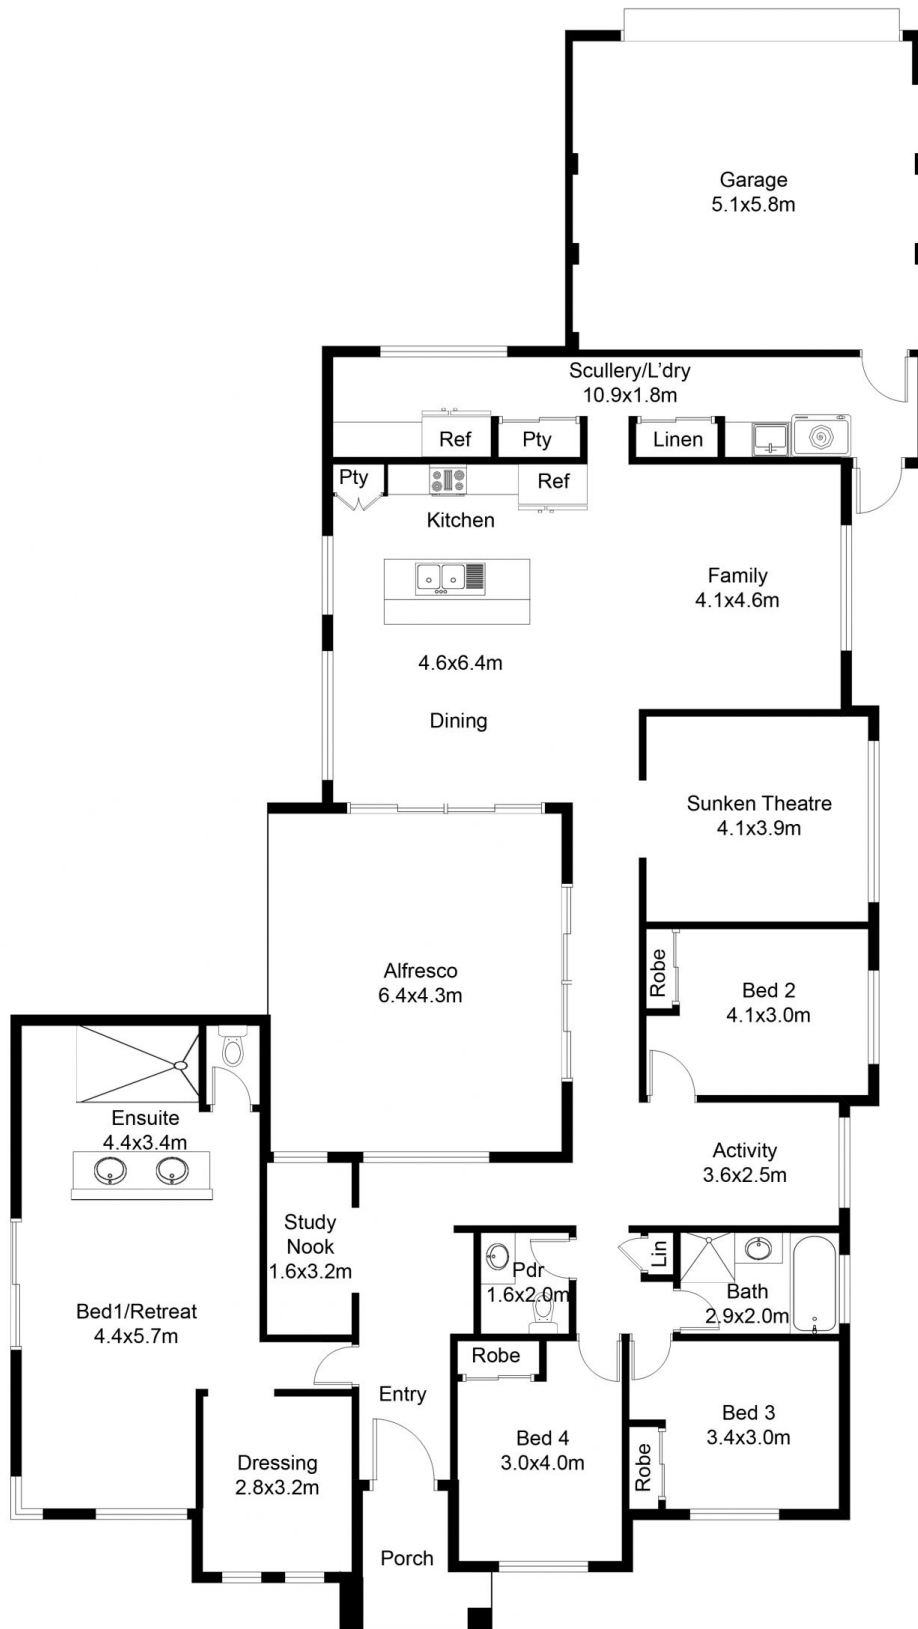 Garage
5.1x5.8m
Scullery/L'dry
10.9x1.8m
Ref
Pty
Linen
Pty
Ref
Kitchen
Family
4.1x4.6m
4.6x6.4m
Dining
Sunken Theatre
4.1x3.9m
Robe
Bed 2
4.1x3.0m
Alfresco
6.4x4.3m
Ensuite
4.4x3.4m
Activity
3.6x2.5m
Study
Nook
1.6x3.2m
Pdr
1.6x2.0m
Lin
Bath
2.9x2.0m
Bed1/Retreat
4.4x5.7m
Robe
Entry
Bed 4
3.0x4.0m
Bed 3
3.4x3.0m
Robe
Dressing
2.8x3.2m
Porch